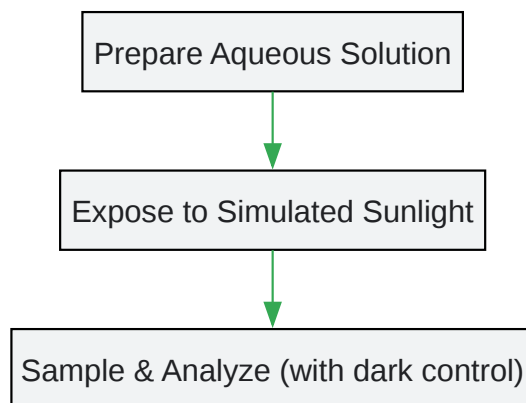 Prepare Aqueous Solution
Expose to Simulated Sunlight
Sample & Analyze (with dark control)